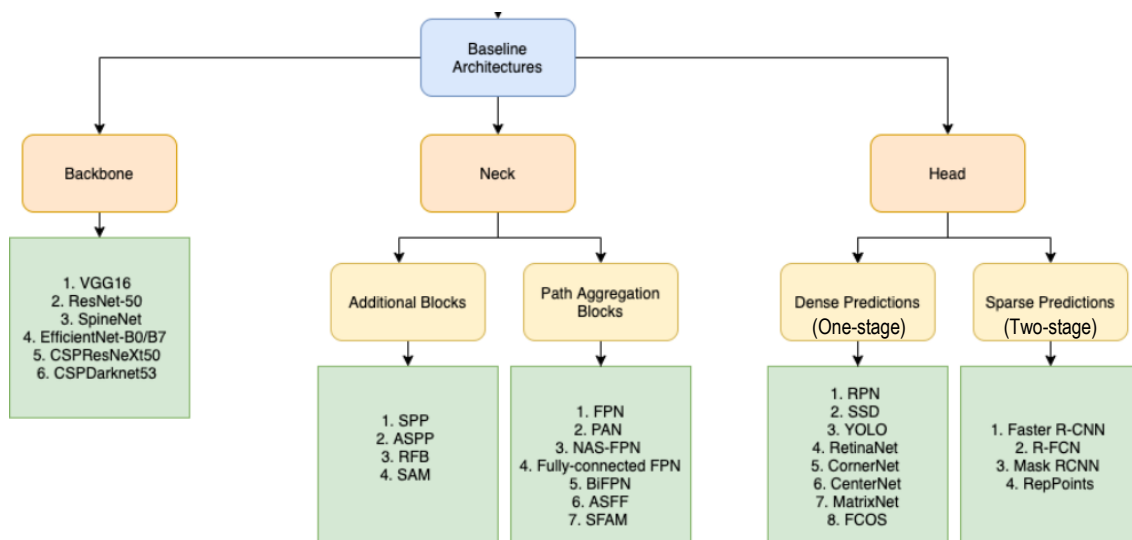 Baseline
Architectures
Backbone
Neck
Head
Additional Blocks
Path Aggregation
Blocks
Dense Predictions
(One-stage)
Sparse Predictions
(Two-stage)
1. VGG16
2. ResNet-50
3. SpineNet
4. EfficientNet-B0/B7
5. CSPResNeXt50
6. CSPDarknet53
1. SPP
2. ASPP
3. RFB
4. SAM
1. FPN
2. PAN
3. NAS-FPN
4. Fully-connected FPN
5. BiFPN
6. ASFF
7. SFAM
1. RPN
2. SSD
3. YOLO
4. RetinaNet
5. CornerNet
6. CenterNet
7. MatrixNet
8. FCOS
1. Faster R-CNN
2. R-FCN
3. Mask RCNN
4. RepPoints